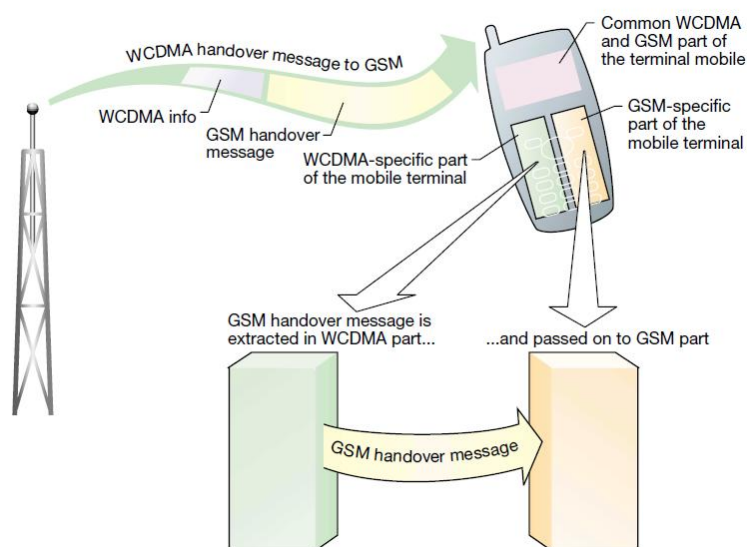 WCDMA handover message to GSM
WCDMA info
GSM handover
message
Common WCDMA
and GSM part of
the terminal mobile
GSM-specific
part of the
mobile terminal
WCDMA-specific part
of the mobile terminal
GSM handover message is
extracted in WCDMA part...
...and passed on to GSM part
GSM handover message